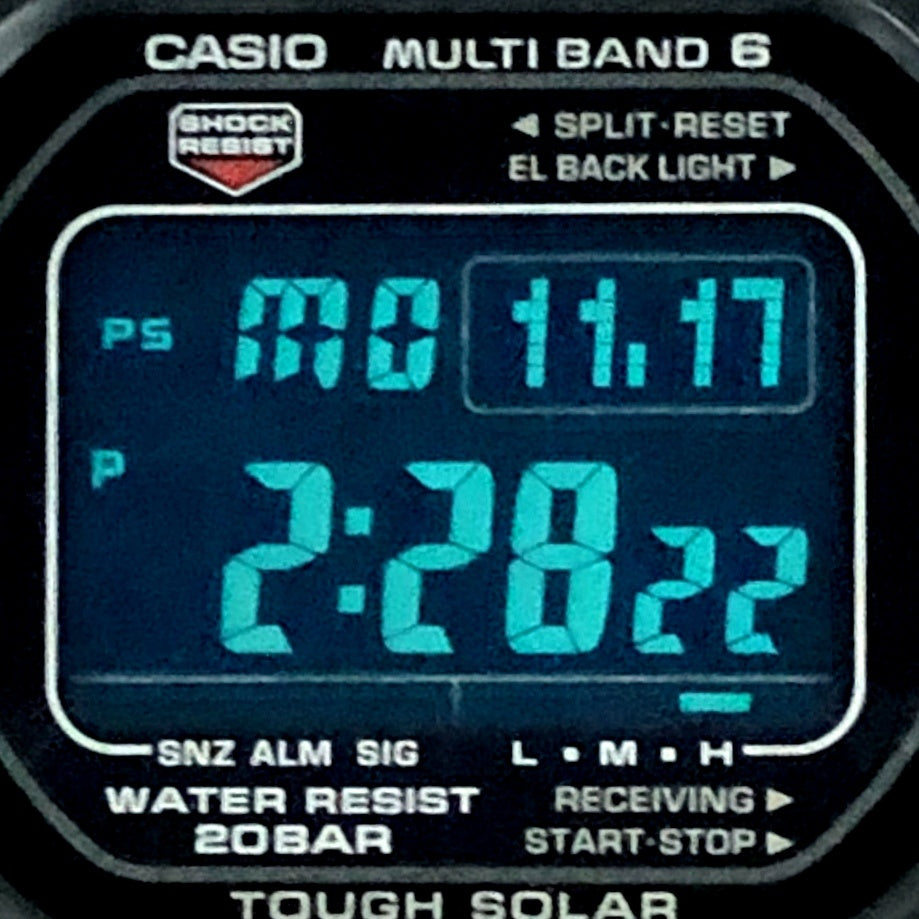 CASIO MULTI BAND 6
SHOCK
RESIST
◀ SPLIT·RESET
EL BACK LIGHT ▶
PS MO 11.17
P 2:28 22
SNZ ALM SIG L • M • H
WATER RESIST RECEIVING ▶
20BAR START·STOP ▶
TOUGH SOLAR